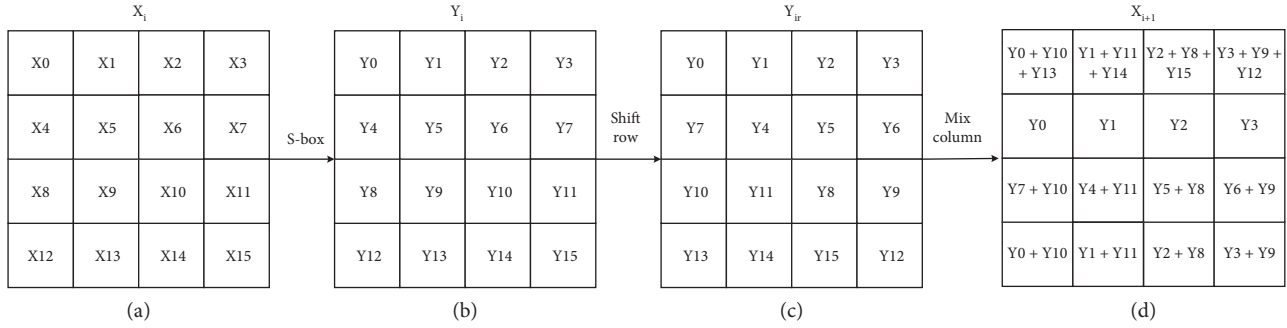 X_i Y_i Y_ir X_i+1
X0 X1 X2 X3
Y0 Y1 Y2 Y3
Y0 Y1 Y2 Y3
Y0 + Y10 + Y13
Y1 + Y11 + Y14
Y2 + Y8 + Y15
Y3 + Y9 + Y12
X4 X5 X6 X7
Y4 Y5 Y6 Y7
Y7 Y4 Y5 Y6
Y0 Y1 Y2 Y3
S-box
Shift
row
Mix
column
X8 X9 X10 X11
Y8 Y9 Y10 Y11
Y10 Y11 Y8 Y9
Y7 + Y10 Y4 + Y11 Y5 + Y8 Y6 + Y9
X12 X13 X14 X15
Y12 Y13 Y14 Y15
Y13 Y14 Y15 Y12
Y0 + Y10 Y1 + Y11 Y2 + Y8 Y3 + Y9
(a) (b) (c) (d)